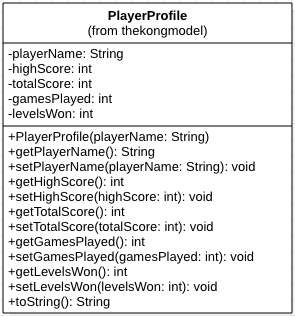 PlayerProfile
(from thekongmodel)
-playerName: String
-highScore: int
-totalScore: int
-gamesPlayed: int
-levelsWon: int
+PlayerProfile(playerName: String)
+getPlayerName(): String
+setPlayerName(playerName: String): void
+getHighScore(): int
+setHighScore(highScore: int): void
+getTotalScore(): int
+setTotalScore(totalScore: int): void
+getGamesPlayed(): int
+setGamesPlayed(gamesPlayed: int): void
+getLevelsWon(): int
+setLevelsWon(levelsWon: int): void
+toString(): String